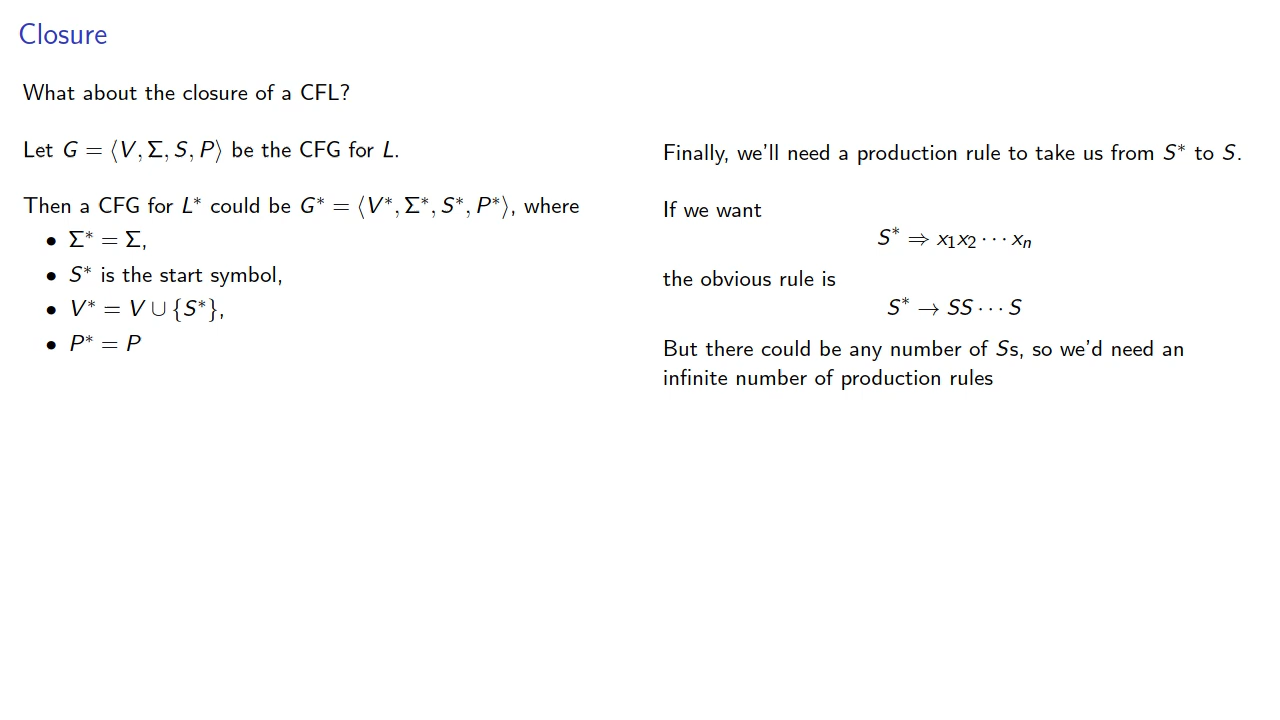 Closure
What about the closure of a CFL?
Let G = ⟨V, Σ, S, P⟩ be the CFG for L.
Then a CFG for L* could be G* = ⟨V*, Σ*, S*, P*⟩, where
• Σ* = Σ,
• S* is the start symbol,
• V* = V ∪ {S*},
• P* = P
Finally, we'll need a production rule to take us from S* to S.
If we want
S* ⇒ x₁x₂ ⋯ xₙ
the obvious rule is
S* → SS ⋯ S
But there could be any number of Ss, so we'd need an
infinite number of production rules